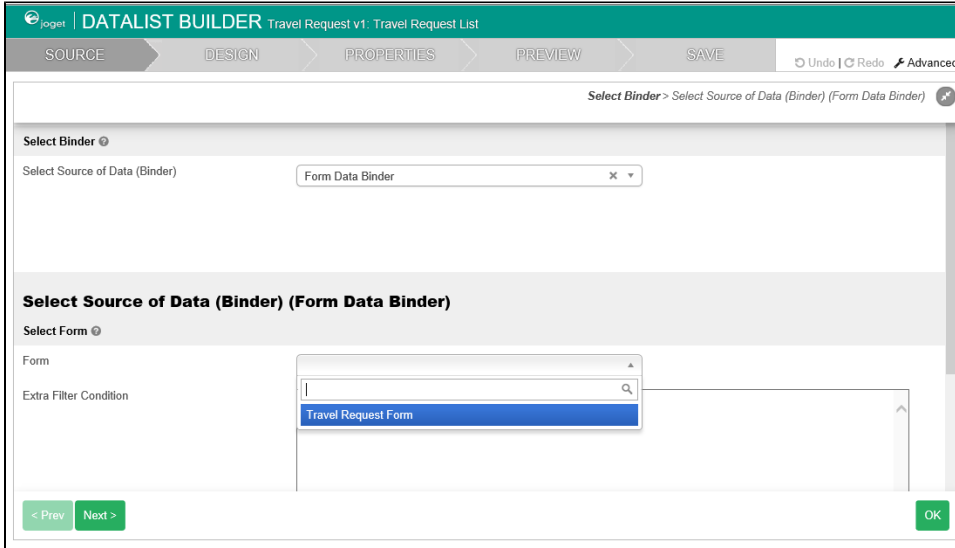 joget | DATALIST BUILDER Travel Request v1: Travel Request List
SOURCE DESIGN PROPERTIES PREVIEW SAVE Undo | Redo Advanced
Select Binder > Select Source of Data (Binder) (Form Data Binder)
Select Binder
Select Source of Data (Binder) Form Data Binder
Select Source of Data (Binder) (Form Data Binder)
Select Form
Form
Extra Filter Condition
Travel Request Form
< Prev Next > OK